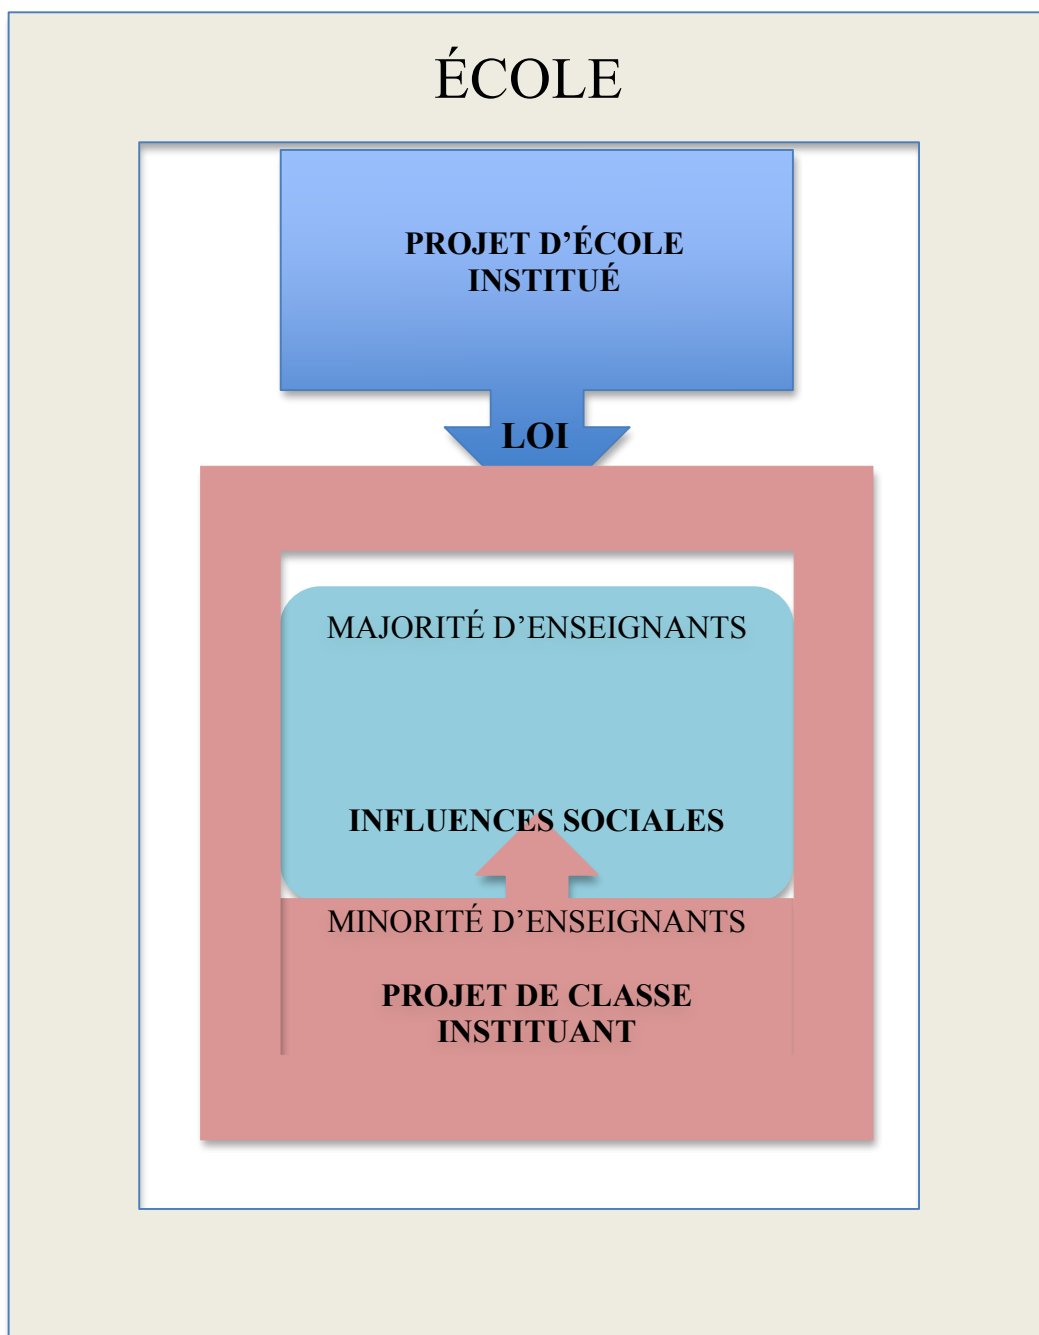 ÉCOLE
PROJET D’ÉCOLE
INSTITUÉ
LOI
MAJORITÉ D’ENSEIGNANTS
INFLUENCES SOCIALES
MINORITÉ D’ENSEIGNANTS
PROJET DE CLASSE
INSTITUANT